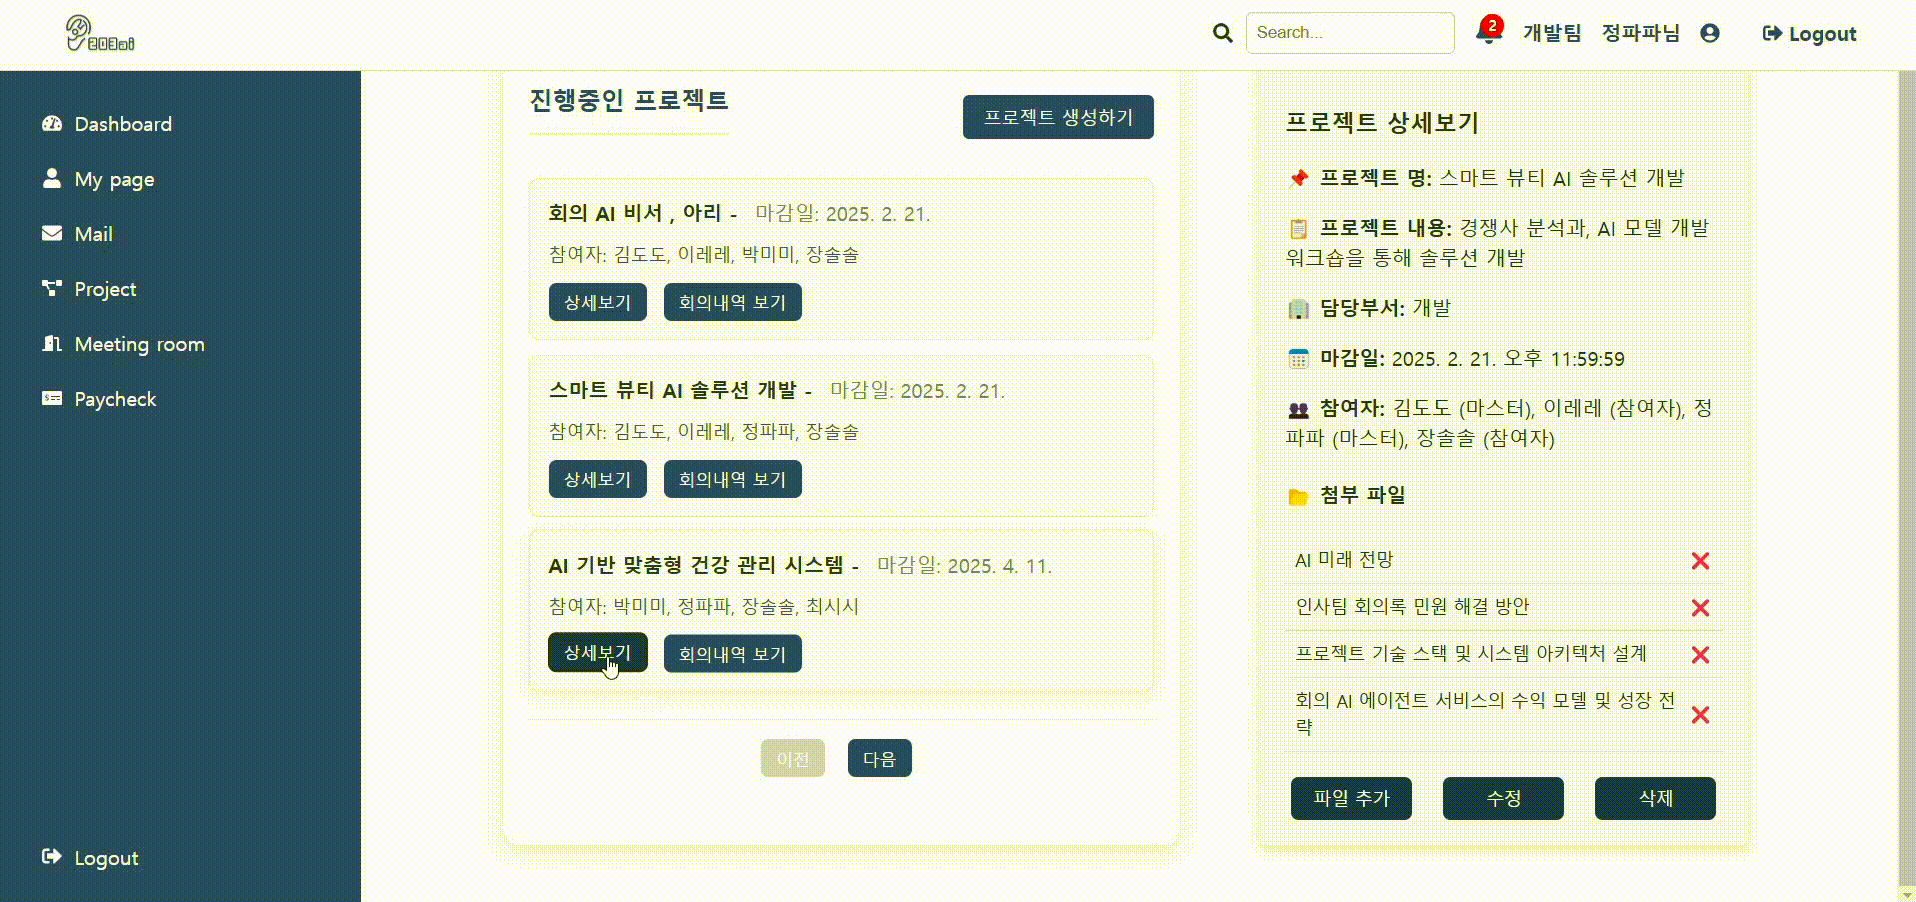 Search...
2
개발팀
정파파님
Logout
Dashboard
My page
Mail
Project
Meeting room
Paycheck
Logout
진행중인 프로젝트
프로젝트 생성하기
회의 AI 비서 , 아리 - 마감일: 2025. 2. 21.
참여자: 김도도, 이레레, 박미미, 장솔솔
상세보기
회의내역 보기
스마트 뷰티 AI 솔루션 개발 - 마감일: 2025. 2. 21.
참여자: 김도도, 이레레, 정파파, 장솔솔
상세보기
회의내역 보기
AI 기반 맞춤형 건강 관리 시스템 - 마감일: 2025. 4. 11.
참여자: 박미미, 정파파, 장솔솔, 최시시
상세보기
회의내역 보기
이전
다음
프로젝트 상세보기
프로젝트 명: 스마트 뷰티 AI 솔루션 개발
프로젝트 내용: 경쟁사 분석과, AI 모델 개발
워크숍을 통해 솔루션 개발
담당부서: 개발
마감일: 2025. 2. 21. 오후 11:59:59
참여자: 김도도 (마스터), 이레레 (참여자), 정
파파 (마스터), 장솔솔 (참여자)
첨부 파일
AI 미래 전망
인사팀 회의록 민원 해결 방안
프로젝트 기술 스택 및 시스템 아키텍처 설계
회의 AI 에이전트 서비스의 수익 모델 및 성장 전
략
파일 추가
수정
삭제